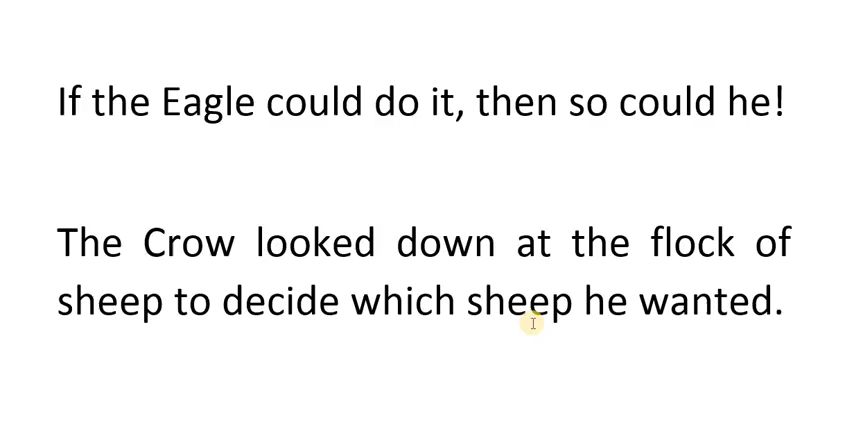 If the Eagle could do it, then so could he!
The Crow looked down at the flock of
sheep to decide which sheep he wanted.